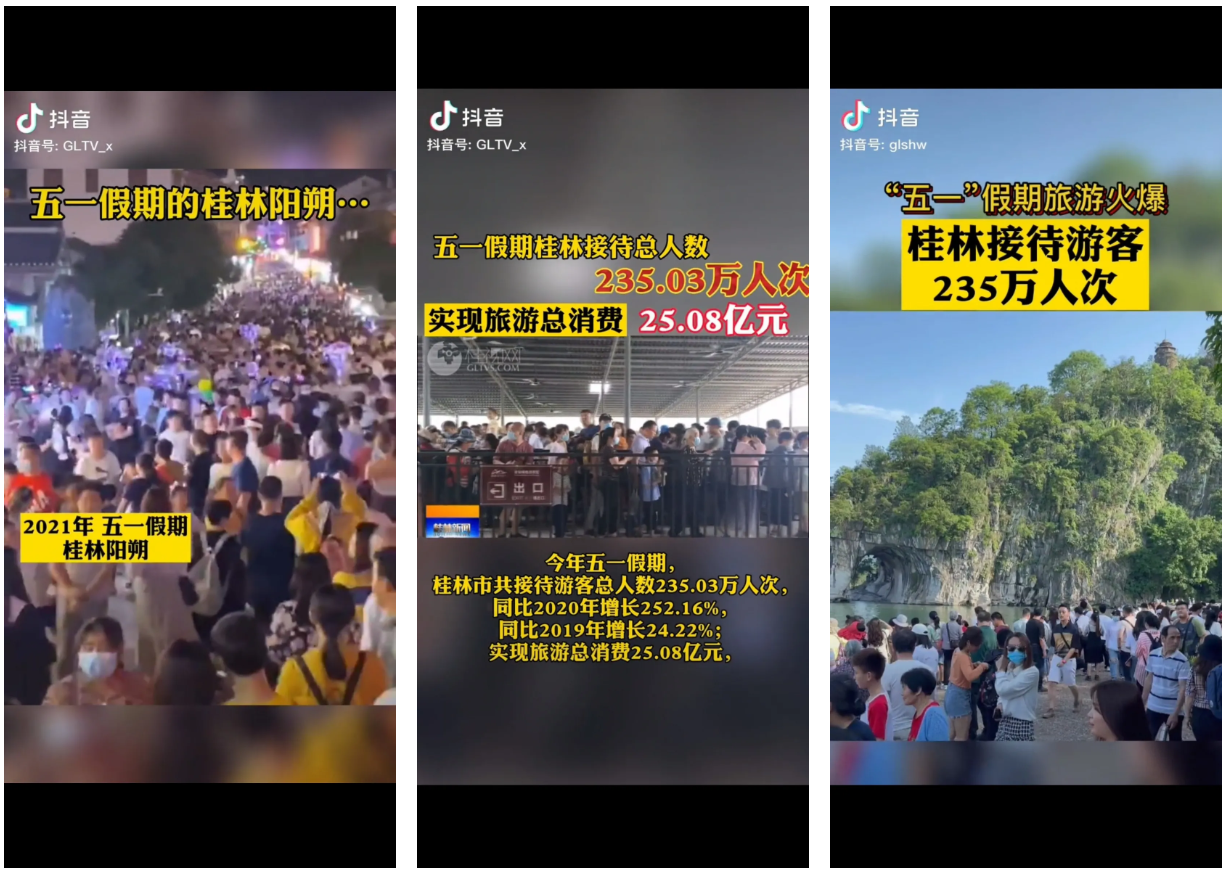 抖音
抖音号: GLTV_x
五一假期的桂林阳朔…
2021年 五一假期
桂林阳朔
抖音
抖音号: GLTV_x
五一假期桂林接待总人数
235.03万人次
实现旅游总消费 25.08亿元
GLTVS.COM
出口
桂林新闻
今年五一假期,
桂林市共接待游客总人数235.03万人次,
同比2020年增长252.16%,
同比2019年增长24.22%;
实现旅游总消费25.08亿元,
抖音
抖音号: glshw
“五一”假期旅游火爆
桂林接待游客
235万人次